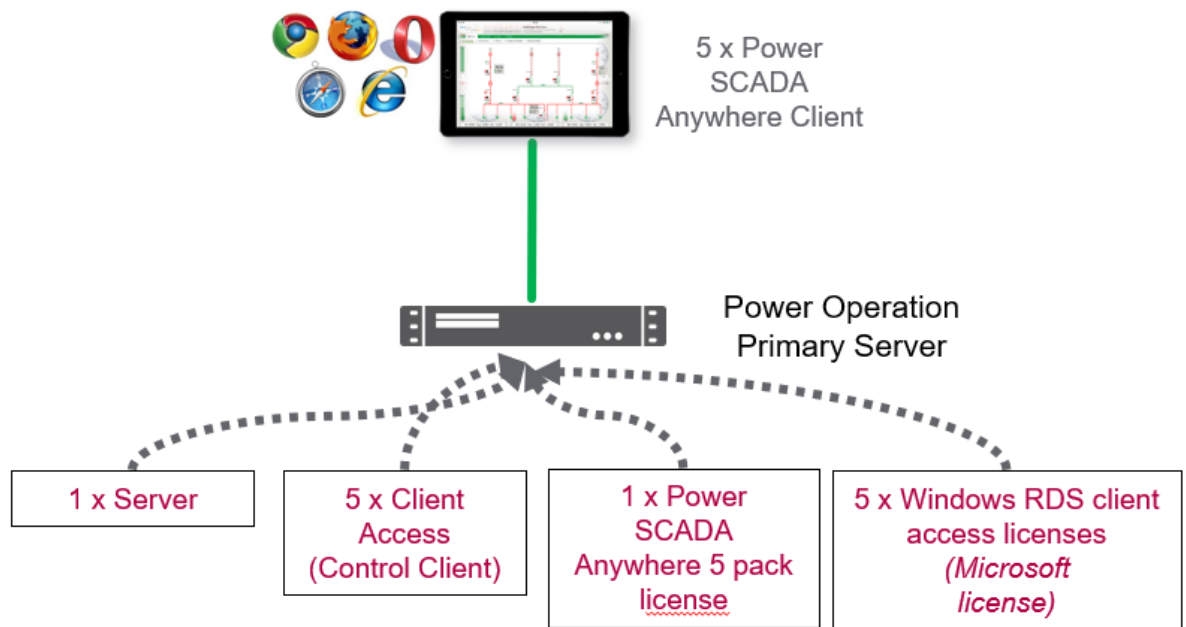 5 x Power
SCADA
Anywhere Client
Power Operation
Primary Server
1 x Server
5 x Client
Access
(Control Client)
1 x Power
SCADA
Anywhere 5 pack
license
5 x Windows RDS client
access licenses
(Microsoft
license)